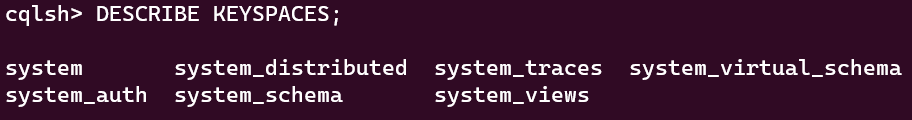 cqlsh> DESCRIBE KEYSPACES;
system       system_distributed  system_traces  system_virtual_schema
system_auth  system_schema       system_views